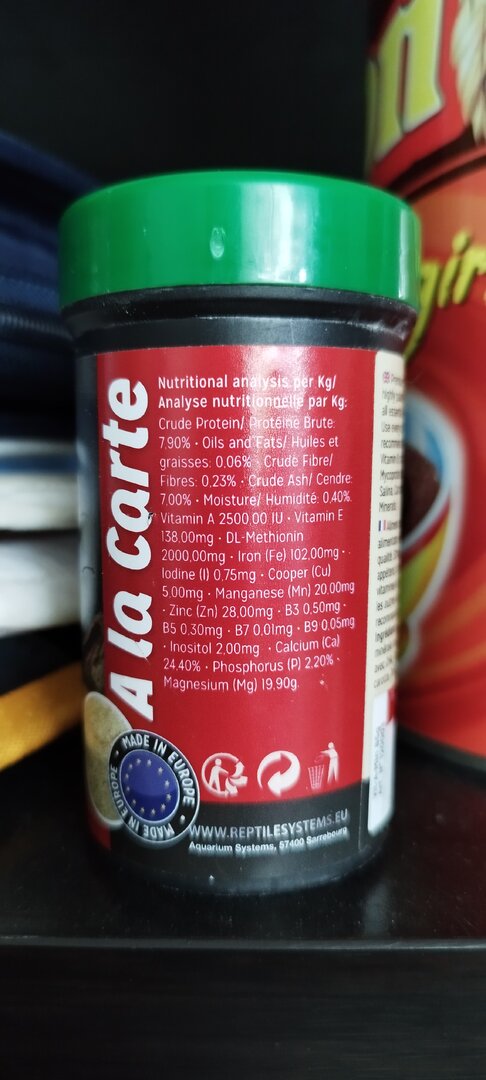 A la Carte
Nutritional analysis per Kg/
Analyse nutritionnelle par Kg:
Crude Protein/ Protéine Brute:
7,90% · Oils and Fats/ Huiles et
graisses: 0,06% · Crude Fibre/
Fibres: 0,23% · Crude Ash/ Cendre:
7,00% · Moisture/ Humidité: 0,40%
Vitamin A 2500,00 IU · Vitamin E
138,00mg · DL-Methionin
2000,00mg · Iron (Fe) 102,00mg ·
Iodine (I) 0,75mg · Cooper (Cu)
5,00mg · Manganese (Mn) 20,00mg
· Zinc (Zn) 28,00mg · B3 0,50mg ·
B5 0,30mg · B7 0,01mg · B9 0,05mg
· Inositol 2,00mg · Calcium (Ca)
24,40% · Phosphorus (P) 2,20% ·
Magnesium (Mg) 19,90g
MADE IN EUROPE · MADE IN EUROPE ·
WWW.REPTILESYSTEMS.EU
Aquarium Systems, 57400 Sarrebourg